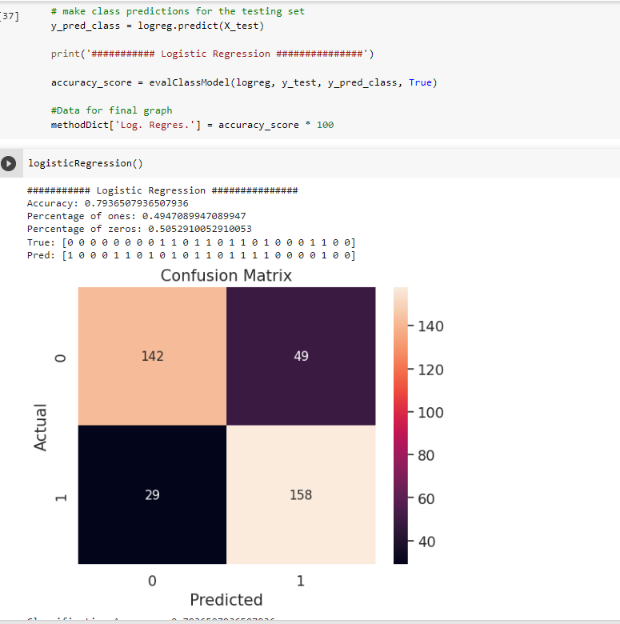 [37]
# make class predictions for the testing set
y_pred_class = logreg.predict(X_test)
print('########### Logistic Regression ###############')
accuracy_score = evalClassModel(logreg, y_test, y_pred_class, True)
#Data for final graph
methodDict['Log. Regres.'] = accuracy_score * 100
logisticRegression()
########### Logistic Regression ###############
Accuracy: 0.7936507936507936
Percentage of ones: 0.4947089947089947
Percentage of zeros: 0.5052910052910053
True: [0 0 0 0 0 0 0 0 1 1 0 1 1 0 1 1 0 1 0 0 0 1 1 0 0]
Pred: [1 0 0 0 1 1 0 1 0 1 0 1 1 0 1 1 1 1 0 0 0 0 1 0 0]
Confusion Matrix
142
49
29
158
0
1
Actual
0
1
Predicted
140
120
100
80
60
40